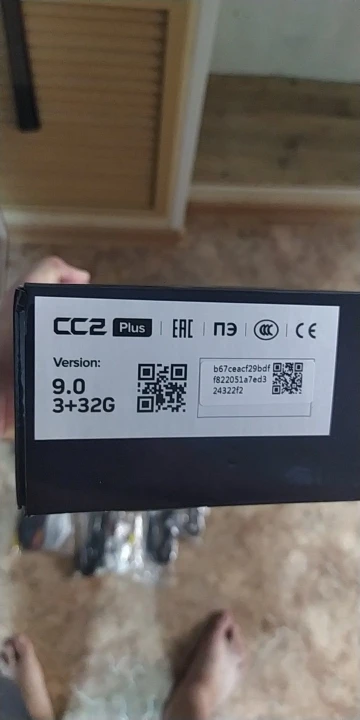 CC2 Plus EAC ПЭ CCC CE
Version:
9.0
3+32G
b67ceacf29bdf
f822051a7ed3
24322f2